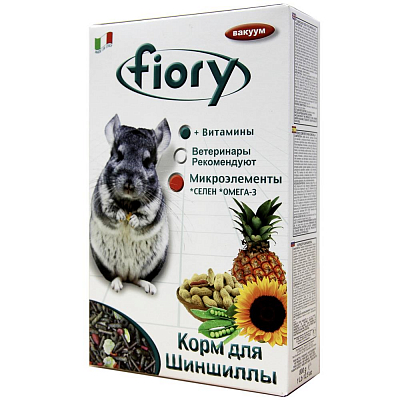 вакуум
fiory
+ Витамины
Ветеринары
Рекомендуют
Микроэлементы
*СЕЛЕН *ОМЕГА-3
Корм для
Шиншиллы